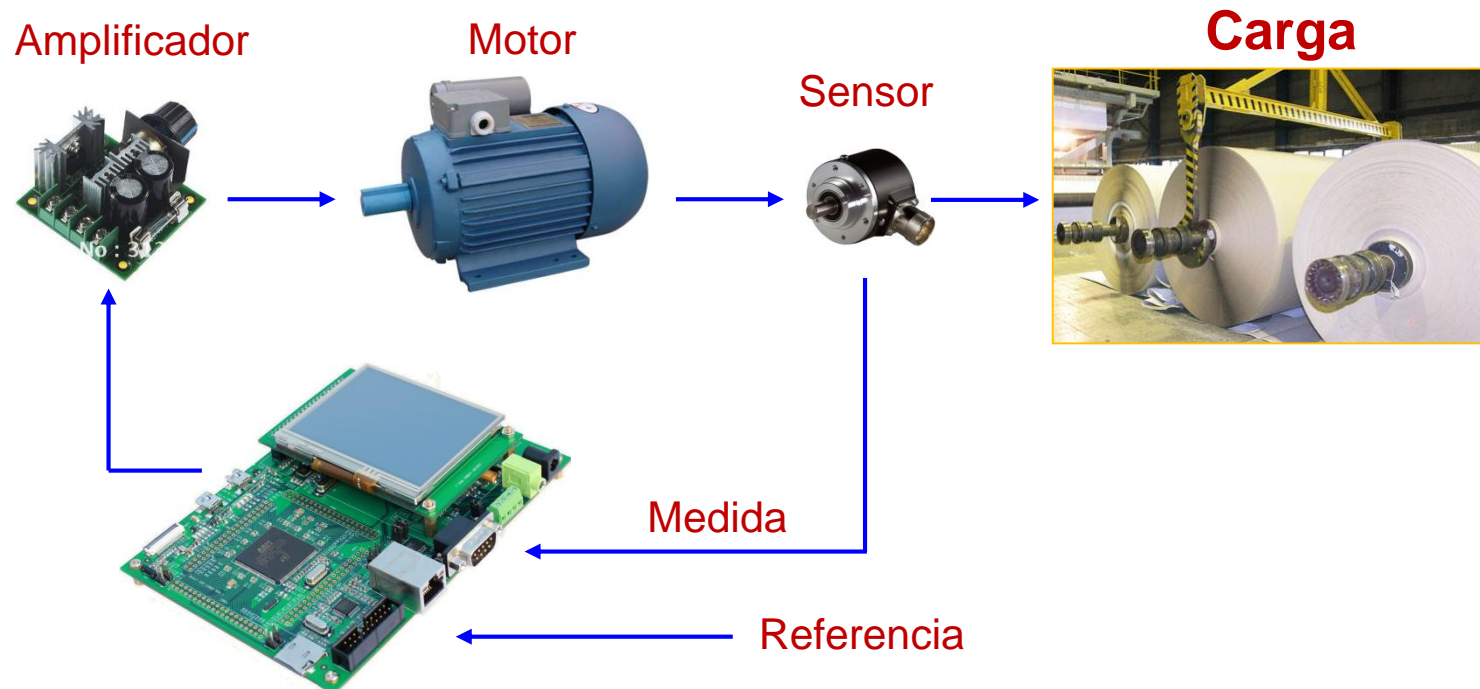 Amplificador
Motor
Sensor
Carga
Medida
Referencia